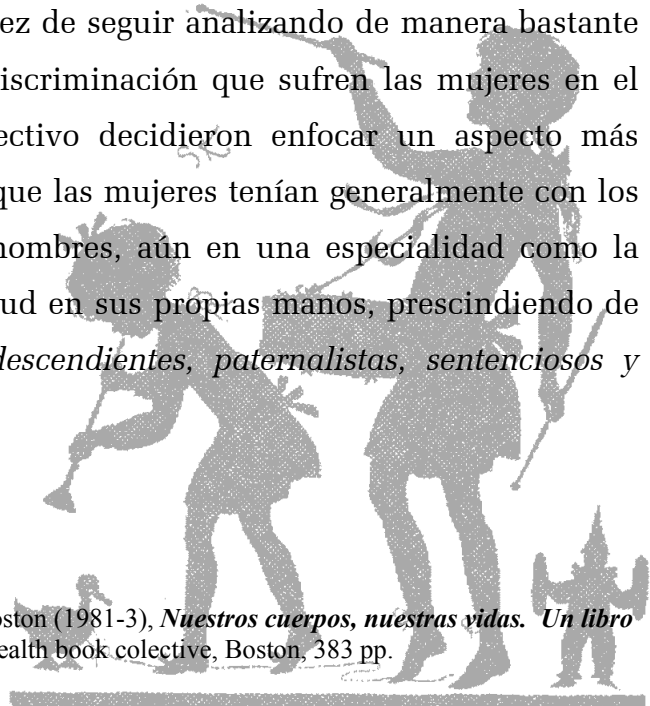 ez de seguir analizando de manera bastante
iscriminación que sufren las mujeres en el
ectivo decidieron enfocar un aspecto más
que las mujeres tenían generalmente con los
nombres, aún en una especialidad como la
ud en sus propias manos, prescindiendo de
descendientes, paternalistas, sentenciosos y
oston (1981-3), Nuestros cuerpos, nuestras vidas. Un libro
ealth book colective, Boston, 383 pp.